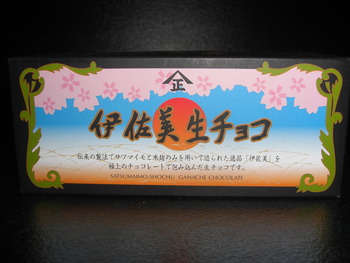 正
伊佐美生チョコ
伝来の製法でサツマイモと米麹のみを用いて造られた逸品「伊佐美」を
極上のチョコレートで包み込んだ生チョコです。
SATSUMAIMO-SHOCHU GANACHE CHOCOLATE